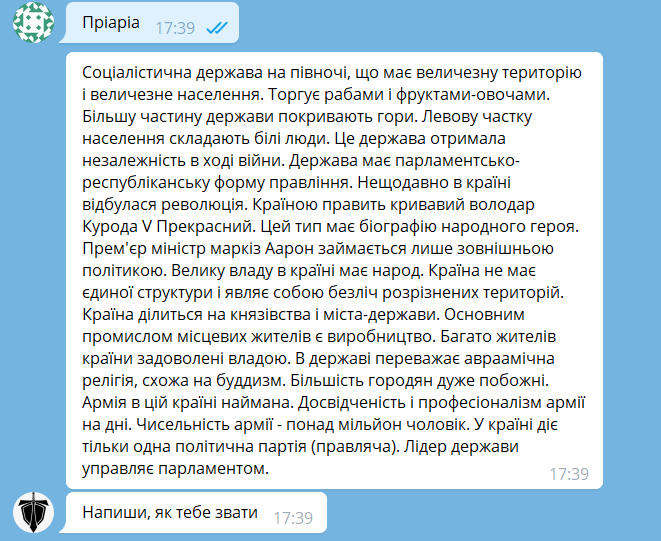 Пріаріа
17:39
Соціалістична держава на півночі, що має величезну територію
і величезне населення. Торгує рабами і фруктами-овочами.
Більшу частину держави покривають гори. Левову частку
населення складають білі люди. Це держава отримала
незалежність в ході війни. Держава має парламентсько-
республіканську форму правління. Нещодавно в країні
відбулася революція. Країною править кривавий володар
Курода V Прекрасний. Цей тип має біографію народного героя.
Прем'єр міністр маркіз Аарон займається лише зовнішньою
політикою. Велику владу в країні має народ. Країна не має
єдиної структури і являє собою безліч розрізнених територій.
Країна ділиться на князівства і міста-держави. Основним
промислом місцевих жителів є виробництво. Багато жителів
країни задоволені владою. В державі переважає авраамічна
релігія, схожа на буддизм. Більшість городян дуже побожні.
Армія в цій країні наймана. Досвідченість і професіоналізм армії
на дні. Чисельність армії - понад мільйон чоловік. У країні діє
тільки одна політична партія (правляча). Лідер держави
управляє парламентом.
17:39
Напиши, як тебе звати
17:39